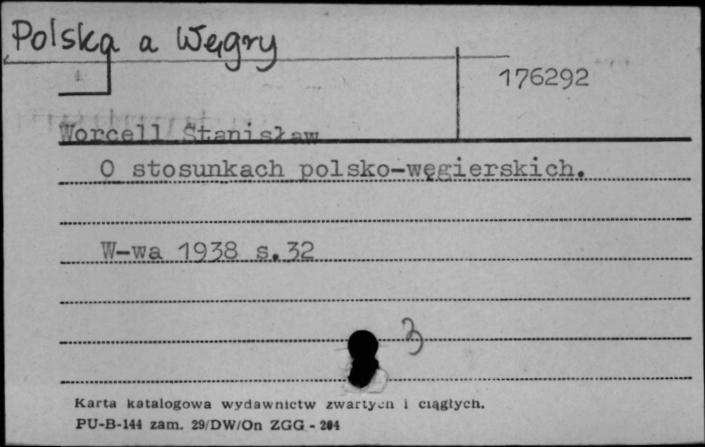 Polska a Węgry
176292
Worcell Stanisław
O stosunkach polsko-węgierskich.
W-wa 1938 s.32
3
Karta katalogowa wydawnictw zwartych i ciągłych.
PU-B-144 zam. 29/DW/On ZGG - 204